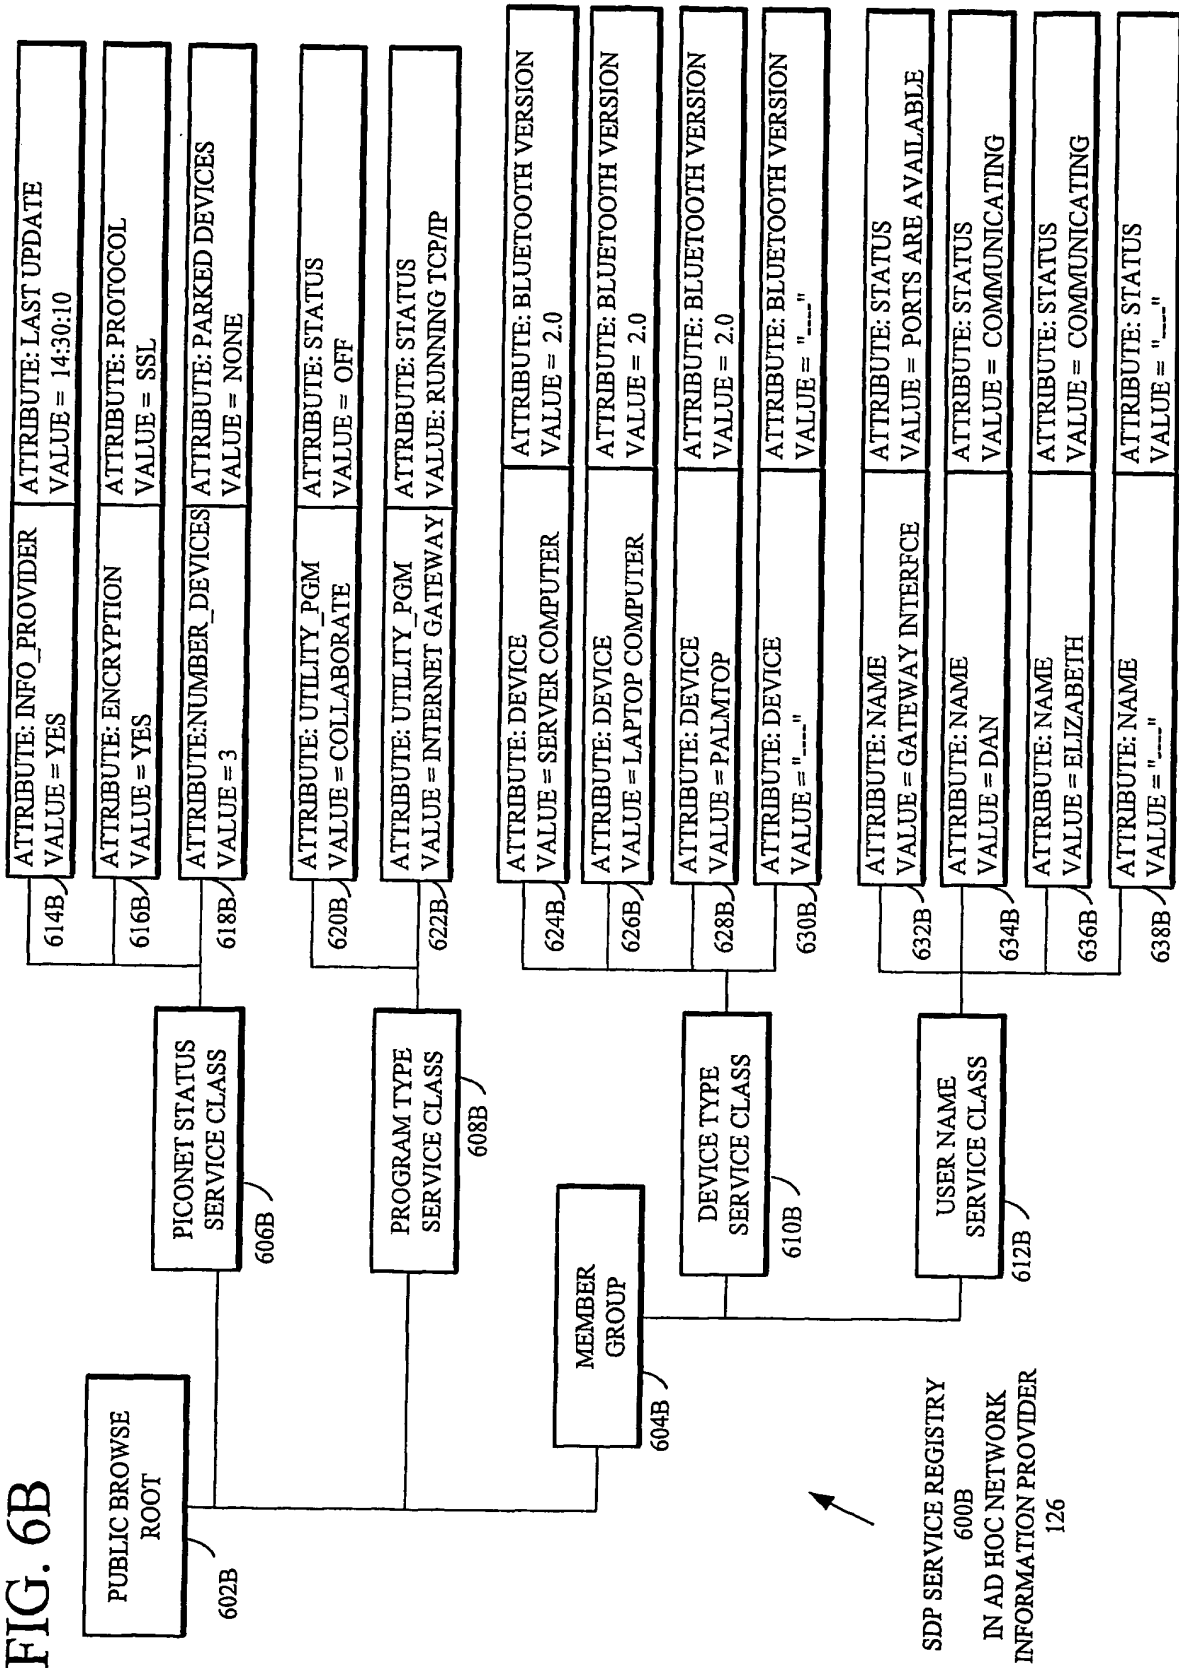 FIG. 6B
PUBLIC BROWSE
ROOT
602B
PICONET STATUS
SERVICE CLASS
606B
ATTRIBUTE: INFO_PROVIDER
VALUE = YES
ATTRIBUTE: LAST UPDATE
VALUE = 14:30:10
614B
ATTRIBUTE: ENCRYPTION
VALUE = YES
ATTRIBUTE: PROTOCOL
VALUE = SSL
616B
ATTRIBUTE:NUMBER_DEVICES
VALUE = 3
ATTRIBUTE: PARKED DEVICES
VALUE = NONE
618B
PROGRAM TYPE
SERVICE CLASS
608B
ATTRIBUTE: UTILITY_PGM
VALUE = COLLABORATE
ATTRIBUTE: STATUS
VALUE = OFF
620B
ATTRIBUTE: UTILITY_PGM
VALUE = INTERNET GATEWAY
ATTRIBUTE: STATUS
VALUE: RUNNING TCP/IP
622B
MEMBER
GROUP
604B
DEVICE TYPE
SERVICE CLASS
610B
ATTRIBUTE: DEVICE
VALUE = SERVER COMPUTER
ATTRIBUTE: BLUETOOTH VERSION
VALUE = 2.0
624B
ATTRIBUTE: DEVICE
VALUE = LAPTOP COMPUTER
ATTRIBUTE: BLUETOOTH VERSION
VALUE = 2.0
626B
ATTRIBUTE: DEVICE
VALUE = PALMTOP
ATTRIBUTE: BLUETOOTH VERSION
VALUE = 2.0
628B
ATTRIBUTE: DEVICE
VALUE = "----"
ATTRIBUTE: BLUETOOTH VERSION
VALUE = "----"
630B
USER NAME
SERVICE CLASS
612B
ATTRIBUTE: NAME
VALUE = GATEWAY INTERFCE
ATTRIBUTE: STATUS
VALUE = PORTS ARE AVAILABLE
632B
ATTRIBUTE: NAME
VALUE = DAN
ATTRIBUTE: STATUS
VALUE = COMMUNICATING
634B
ATTRIBUTE: NAME
VALUE = ELIZABETH
ATTRIBUTE: STATUS
VALUE = COMMUNICATING
636B
ATTRIBUTE: NAME
VALUE = "----"
ATTRIBUTE: STATUS
VALUE = "----"
638B
SDP SERVICE REGISTRY
600B
IN AD HOC NETWORK
INFORMATION PROVIDER
126